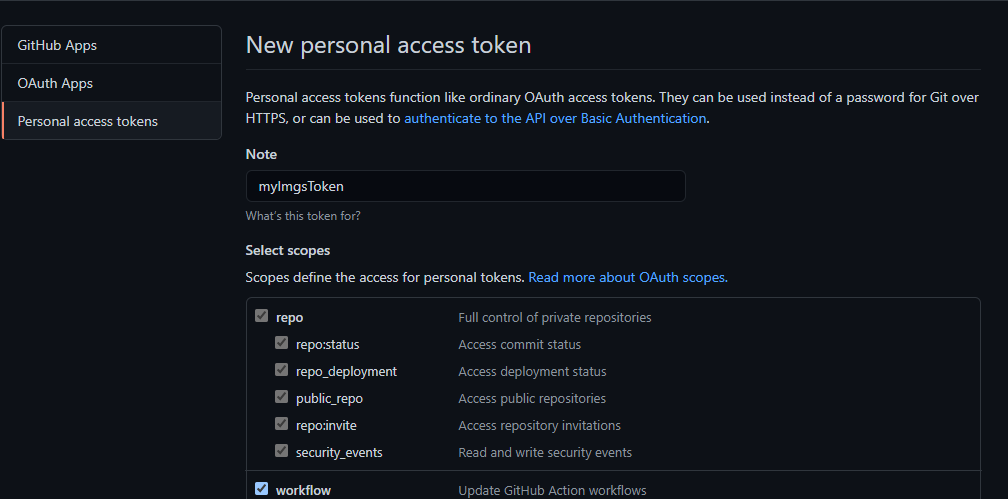 GitHub Apps
OAuth Apps
Personal access tokens
New personal access token
Personal access tokens function like ordinary OAuth access tokens. They can be used instead of a password for Git over
HTTPS, or can be used to authenticate to the API over Basic Authentication.
Note
myImgsToken
What's this token for?
Select scopes
Scopes define the access for personal tokens. Read more about OAuth scopes.
repo Full control of private repositories
repo:status Access commit status
repo_deployment Access deployment status
public_repo Access public repositories
repo:invite Access repository invitations
security_events Read and write security events
workflow Update GitHub Action workflows